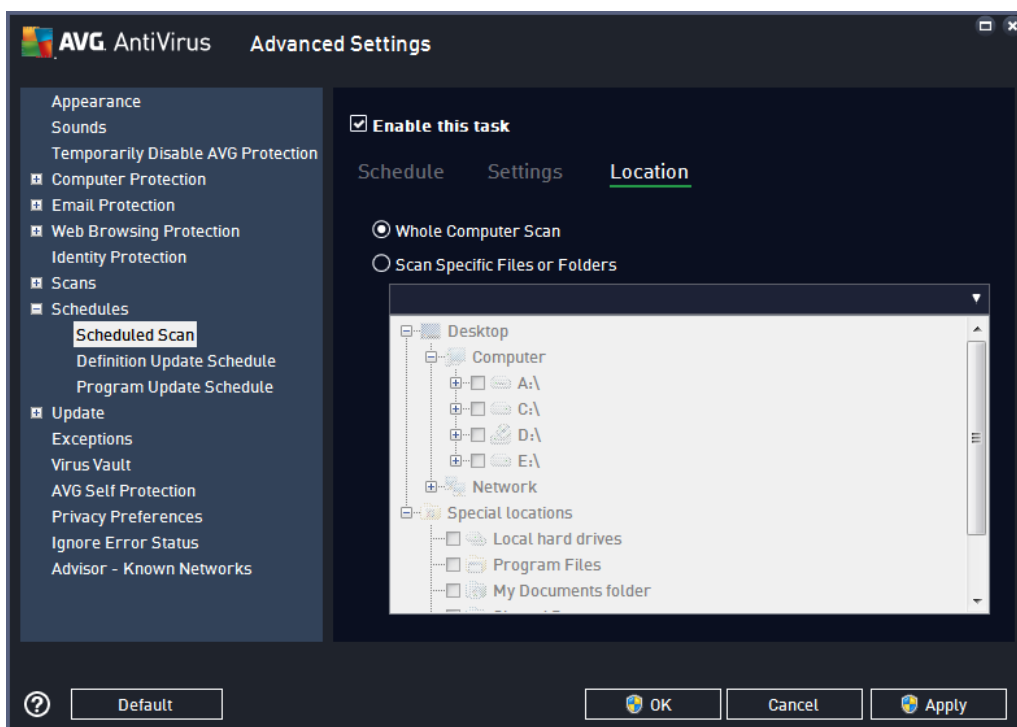 AVG. AntiVirus Advanced Settings
Appearance
Sounds
Temporarily Disable AVG Protection
Computer Protection
Email Protection
Web Browsing Protection
Identity Protection
Scans
Schedules
Scheduled Scan
Definition Update Schedule
Program Update Schedule
Update
Exceptions
Virus Vault
AVG Self Protection
Privacy Preferences
Ignore Error Status
Advisor - Known Networks
Enable this task
Schedule Settings Location
Whole Computer Scan
Scan Specific Files or Folders
Desktop
Computer
A:\
C:\
D:\
E:\
Network
Special locations
Local hard drives
Program Files
My Documents folder
? Default OK Cancel Apply